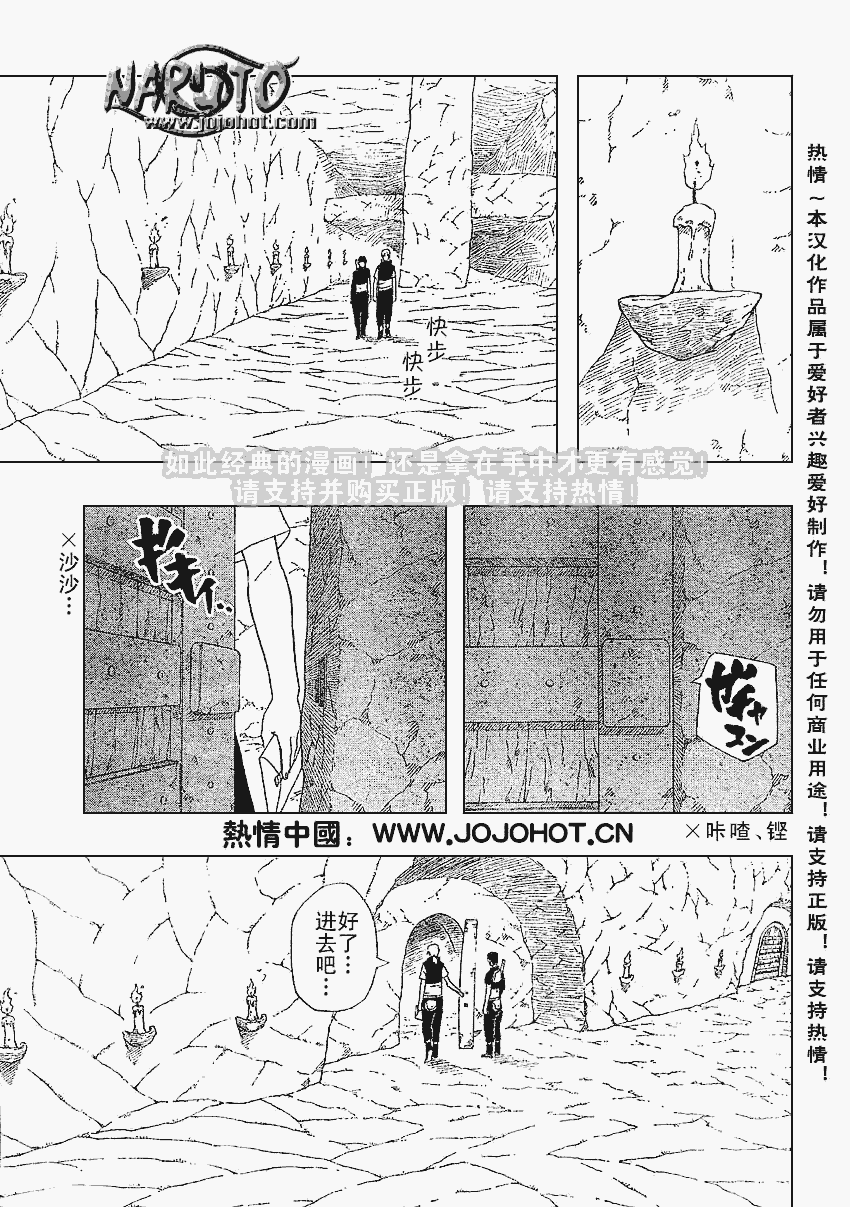 NARUTO
www.jojohot.com
快步
快步
如此经典的漫画！还是拿在手中才更有感觉！
请支持并购买正版！ 请支持热情！
ガチャ
スン
×咔喳、铿
ギ
キィ..
×沙沙…
熱情中國：WWW.JOJOHOT.CN
好了…
进去吧…
热情～本汉化作品属于爱好者兴趣爱好制作！请勿用于任何商业用途！请支持正版！请支持热情！